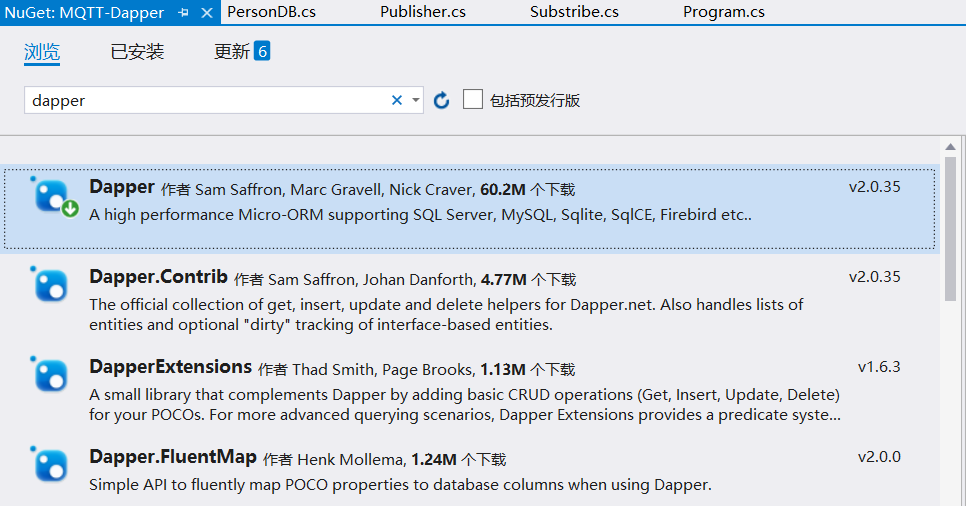 NuGet: MQTT-Dapper PersonDB.cs Publisher.cs Substribe.cs Program.cs
浏览 已安装 更新 6
dapper 包括预发行版
Dapper 作者 Sam Saffron, Marc Gravell, Nick Craver, 60.2M 个下载 v2.0.35
A high performance Micro-ORM supporting SQL Server, MySQL, Sqlite, SqlCE, Firebird etc..
Dapper.Contrib 作者 Sam Saffron, Johan Danforth, 4.77M 个下载 v2.0.35
The official collection of get, insert, update and delete helpers for Dapper.net. Also handles lists of
entities and optional "dirty" tracking of interface-based entities.
DapperExtensions 作者 Thad Smith, Page Brooks, 1.13M 个下载 v1.6.3
A small library that complements Dapper by adding basic CRUD operations (Get, Insert, Update, Delete)
for your POCOs. For more advanced querying scenarios, Dapper Extensions provides a predicate syste...
Dapper.FluentMap 作者 Henk Mollema, 1.24M 个下载 v2.0.0
Simple API to fluently map POCO properties to database columns when using Dapper.